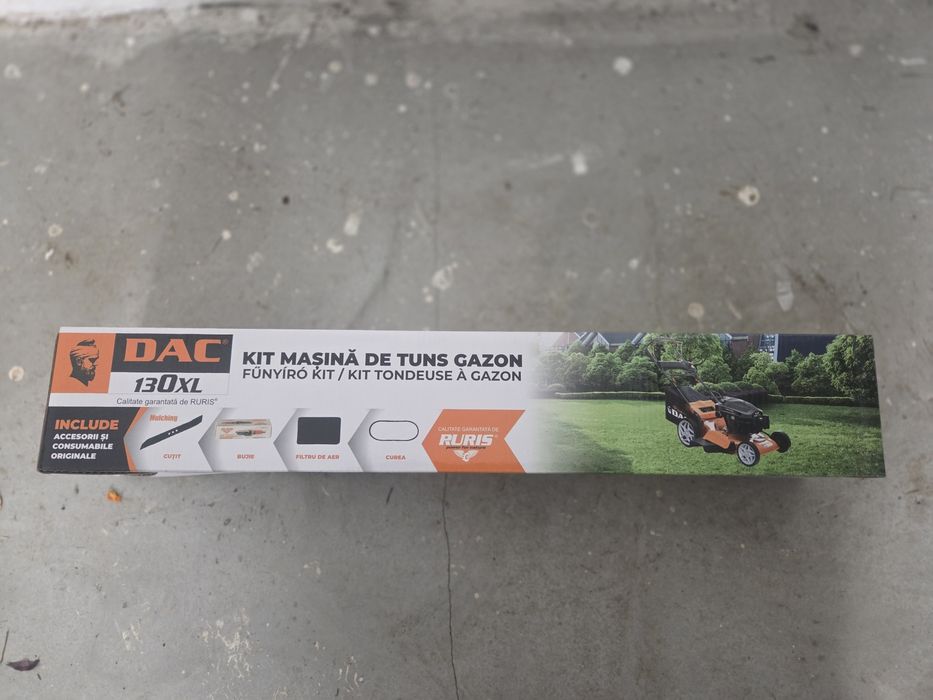 DAC®
130XL
Calitate garantată de RURIS®
KIT MAȘINĂ DE TUNS GAZON
FŰNYÍRÓ KIT / KIT TONDEUSE À GAZON
INCLUDE
ACCESORII ȘI
CONSUMABILE
ORIGINALE
Mulching
CUȚIT
BUJIE
FILTRU DE AER
CUREA
CALITATE GARANTATĂ DE
RURIS®
DAC